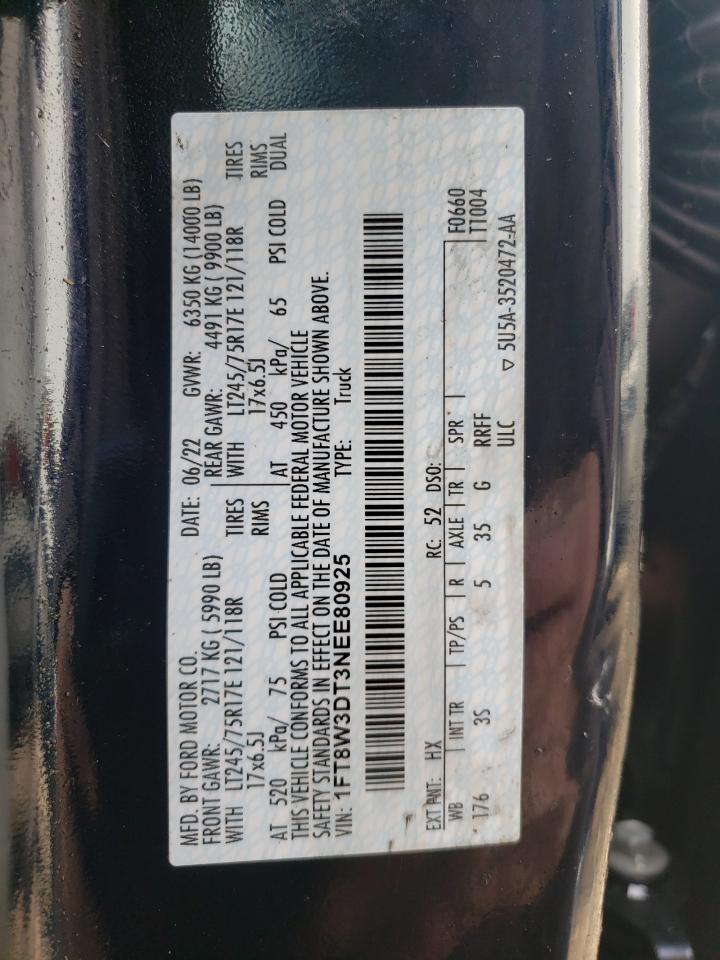 MFD. BY FORD MOTOR CO. DATE: 06/22 GVWR: 6350 KG (14000 LB)
FRONT GAWR: 2717 KG ( 5990 LB) REAR GAWR: 4491 KG ( 9900 LB)
WITH LT245/75R17E 121/118R TIRES WITH LT245/75R17E 121/118R TIRES
17x6.5J RIMS 17x6.5J RIMS
AT 520 kPa/ 75 PSI COLD AT 450 kPa/ 65 PSI COLD DUAL
THIS VEHICLE CONFORMS TO ALL APPLICABLE FEDERAL MOTOR VEHICLE
SAFETY STANDARDS IN EFFECT ON THE DATE OF MANUFACTURE SHOWN ABOVE.
VIN: 1FT8W3DT3NEE80925 TYPE: Truck
EXT PNT: HX RC: 52 DSO:
WB INT TR TP/PS R AXLE TR SPR F0660
176 3S 5 35 G RRFF TT1004
ULC
▽ 5U5A-3520472-AA